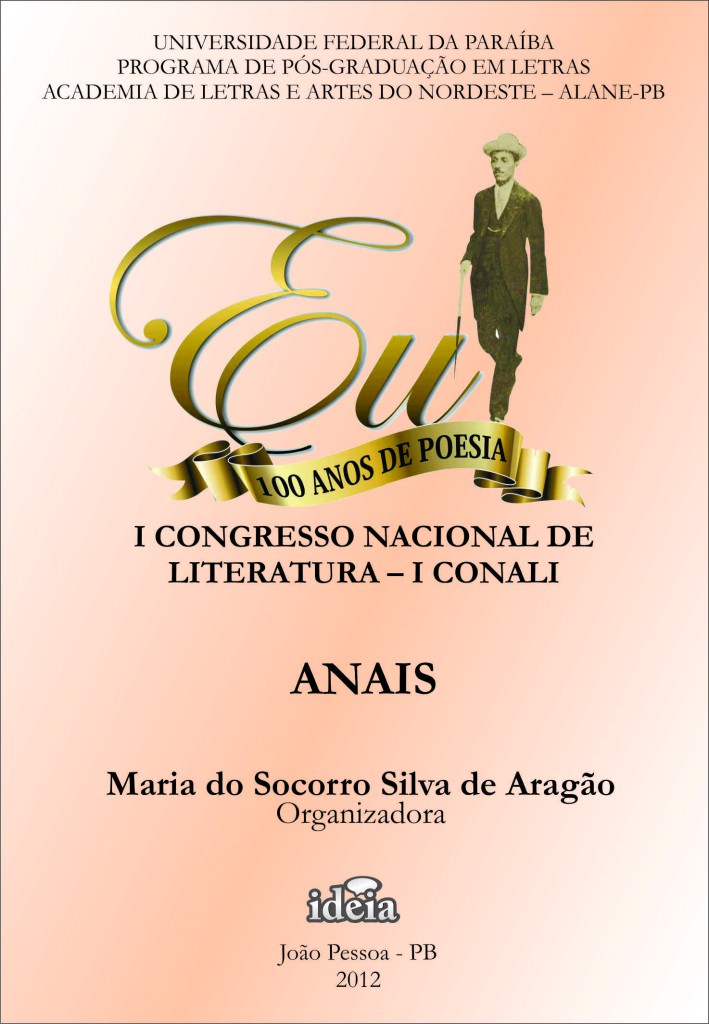 UNIVERSIDADE FEDERAL DA PARAÍBA
PROGRAMA DE PÓS-GRADUAÇÃO EM LETRAS
ACADEMIA DE LETRAS E ARTES DO NORDESTE – ALANE-PB
Eu
100 ANOS DE POESIA
I CONGRESSO NACIONAL DE
LITERATURA – I CONALI
ANAIS
Maria do Socorro Silva de Aragão
Organizadora
idéia
João Pessoa - PB
2012